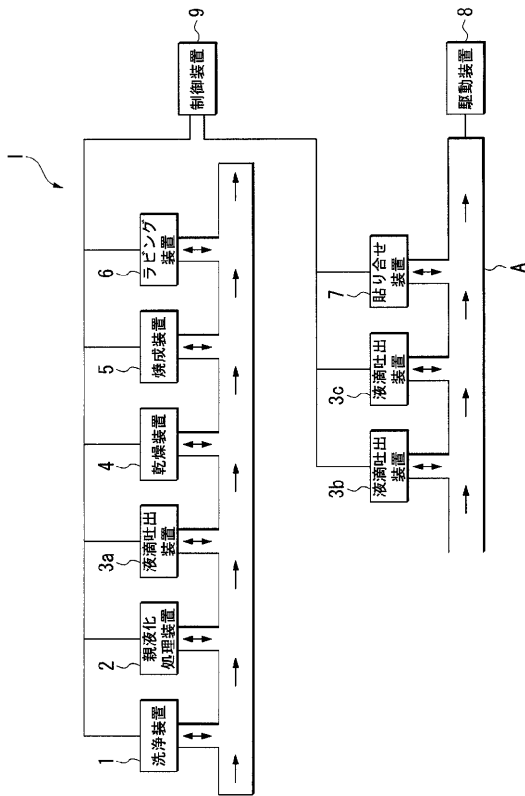 I
9
制御装置
1
洗浄装置
2
親液化
処理装置
3a
液滴吐出
装置
4
乾燥装置
5
焼成装置
6
ラビング
装置
3b
液滴吐出
装置
3c
液滴吐出
装置
7
貼り合せ
装置
8
駆動装置
A